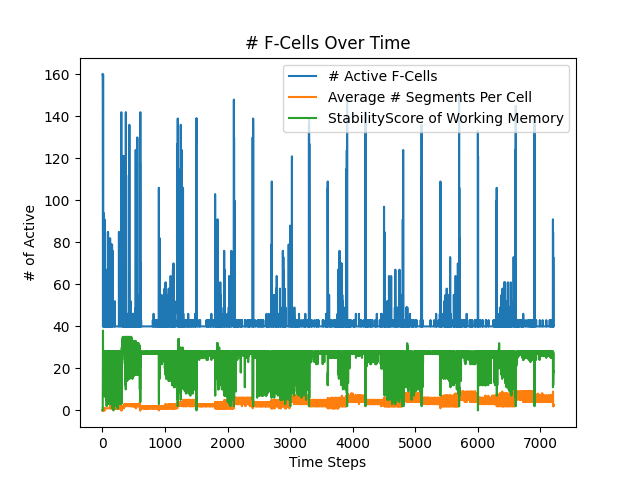 # F-Cells Over Time
# Active F-Cells
Average # Segments Per Cell
StabilityScore of Working Memory
160
140
120
100
80
60
40
20
0
# of Active
0 1000 2000 3000 4000 5000 6000 7000
Time Steps